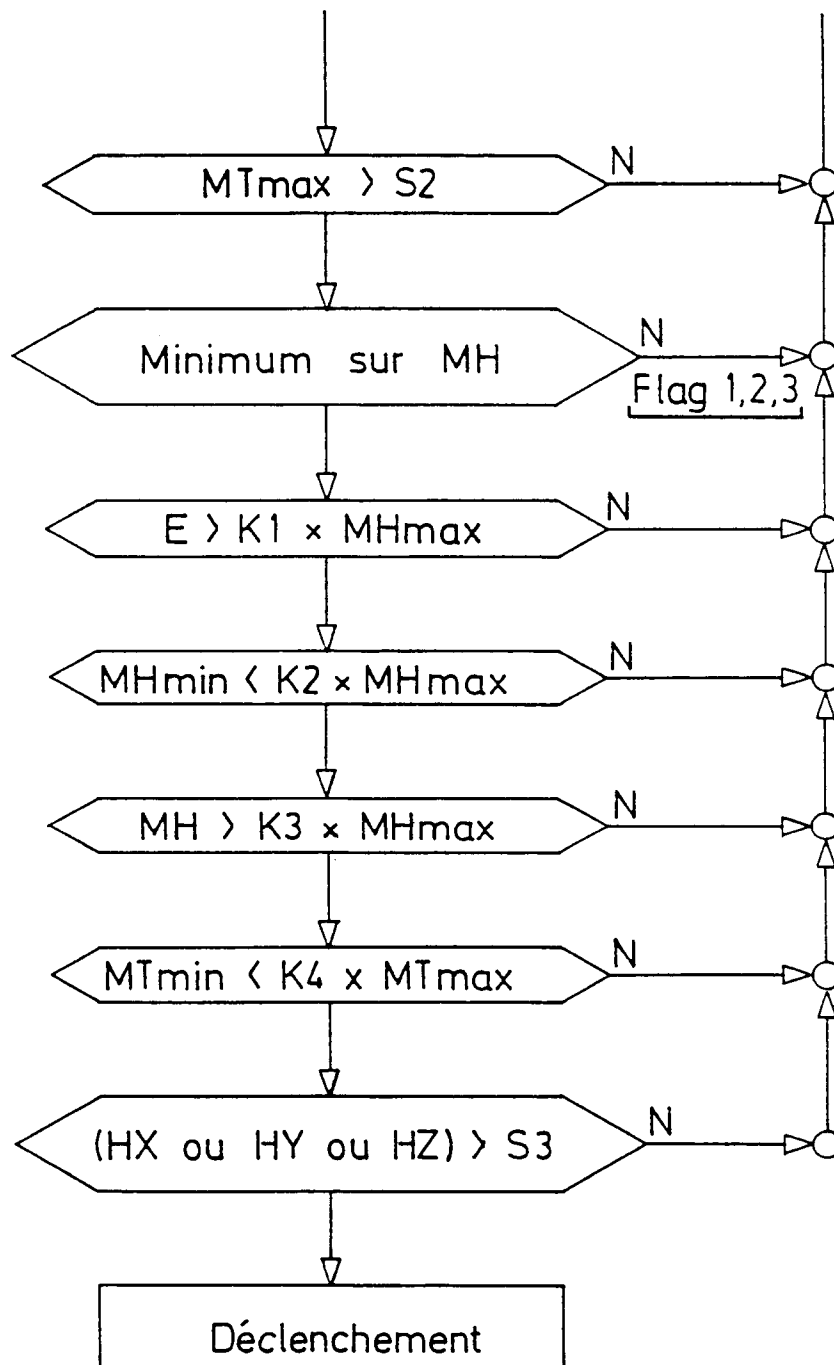 MTmax > S2
N
Minimum sur MH
N
Flag 1,2,3
E > K1 x MHmax
N
MHmin < K2 x MHmax
N
MH > K3 x MHmax
N
MTmin < K4 x MTmax
N
(HX ou HY ou HZ) > S3
N
Déclenchement